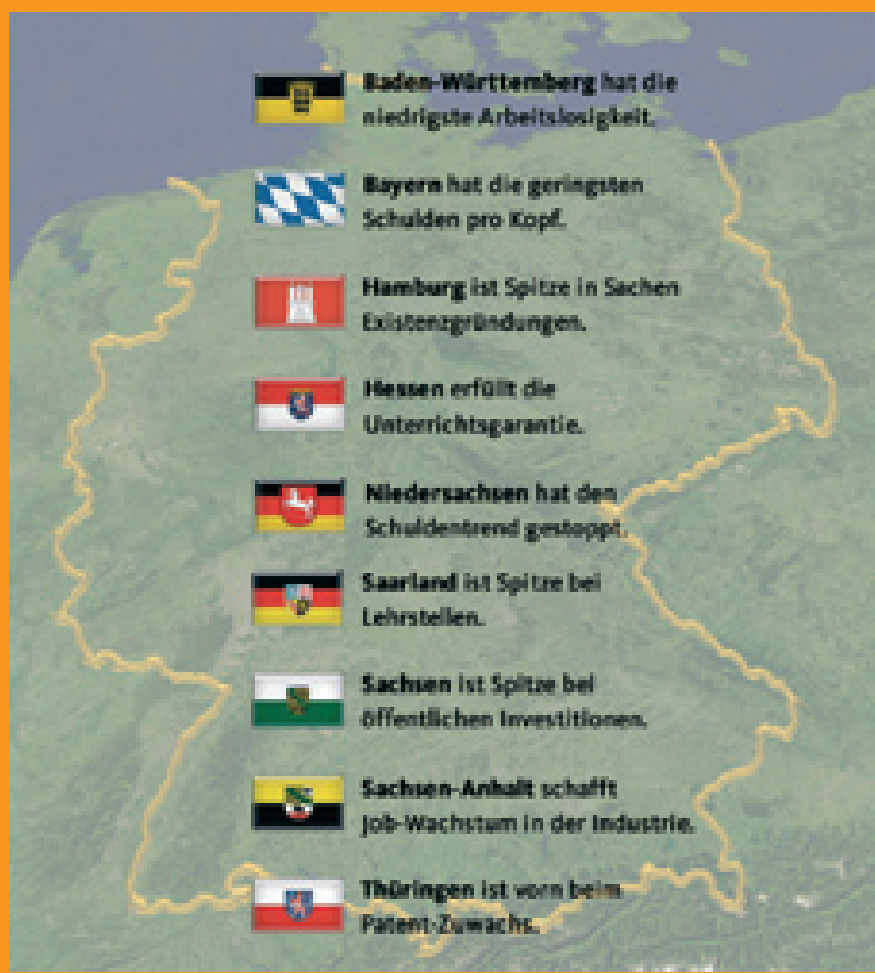 Baden-Württemberg hat die
niedrigste Arbeitslosigkeit.
Bayern hat die geringsten
Schulden pro Kopf.
Hamburg ist Spitze in Sachen
Existenzgründungen.
Hessen erfüllt die
Unterrichtsgarantie.
Niedersachsen hat den
Schuldentrend gestoppt.
Saarland ist Spitze bei
Lehrstellen.
Sachsen ist Spitze bei
öffentlichen Investitionen.
Sachsen-Anhalt schafft
Job-Wachstum in der Industrie.
Thüringen ist vorn beim
Patent-Zuwachs.